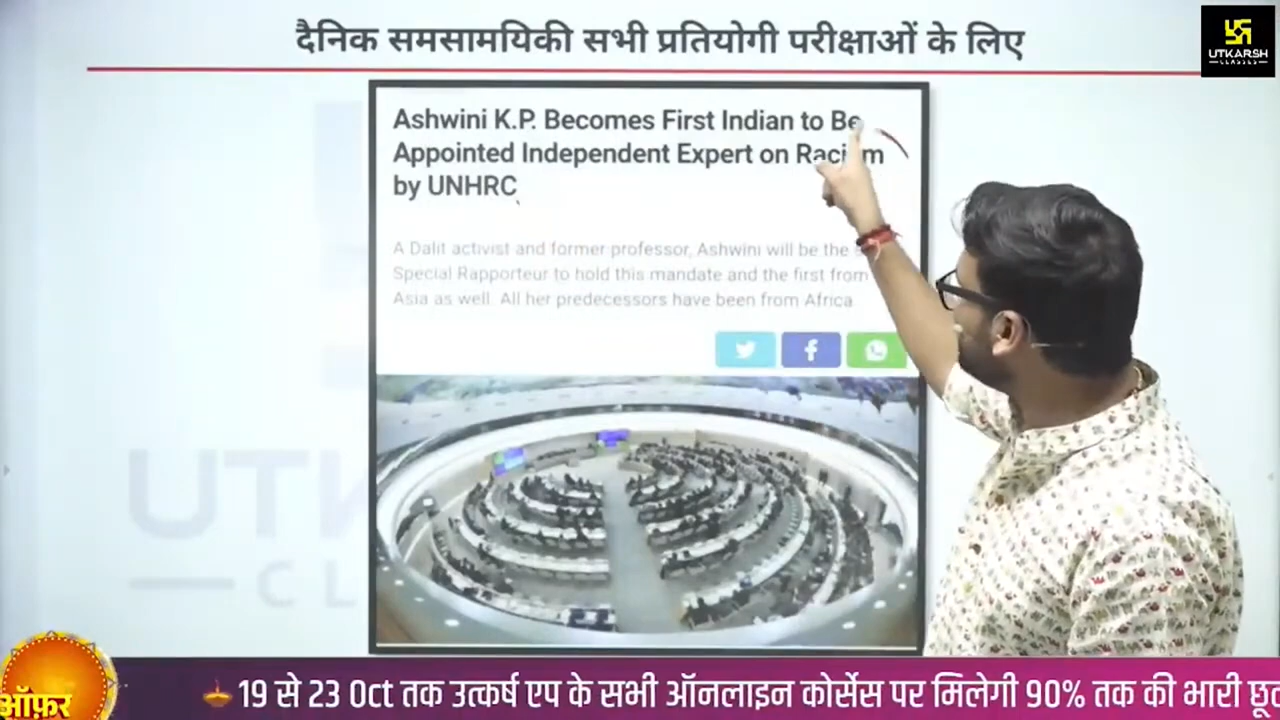 दैनिक समसामयिकी सभी प्रतियोगी परीक्षाओं के लिए
UTKARSH
CLASSES
Ashwini K.P. Becomes First Indian to Be
Appointed Independent Expert on Racism
by UNHRC
A Dalit activist and former professor, Ashwini will be the
Special Rapporteur to hold this mandate and the first from
Asia as well. All her predecessors have been from Africa
ऑफ़र
19 से 23 Oct तक उत्कर्ष एप के सभी ऑनलाइन कोर्सेस पर मिलेगी 90% तक की भारी छूट